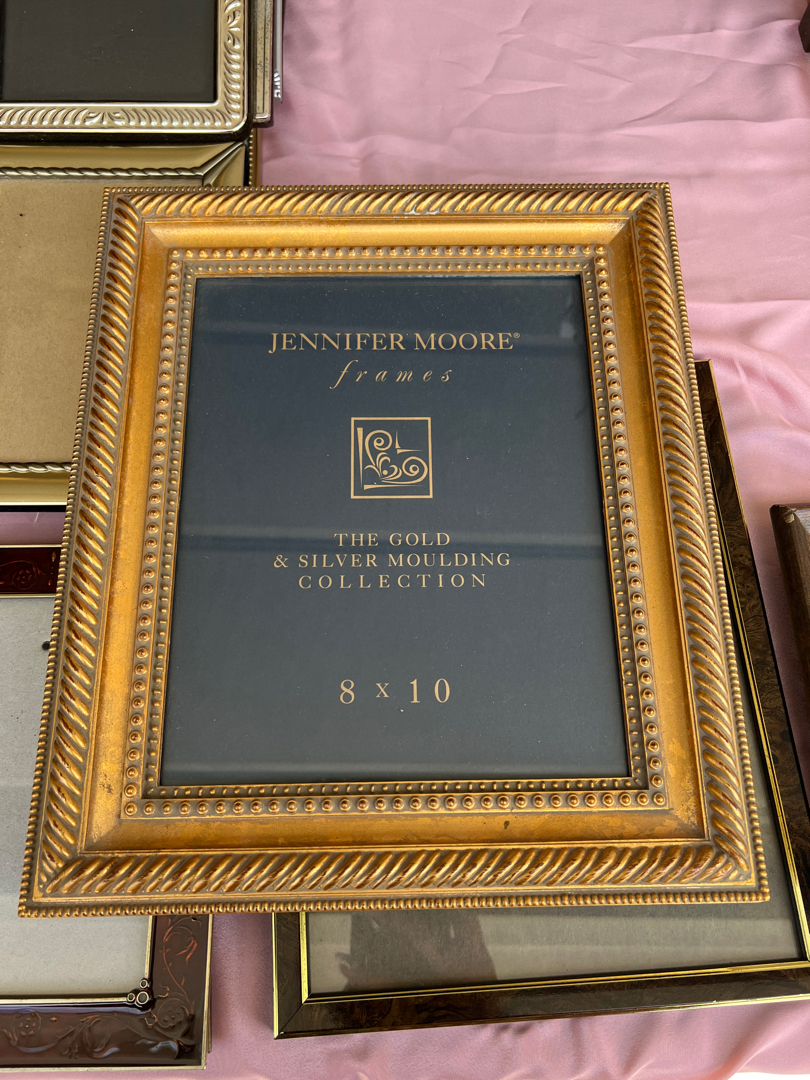 JENNIFER MOORE®
frames
THE GOLD
& SILVER MOULDING
COLLECTION
8 x 10